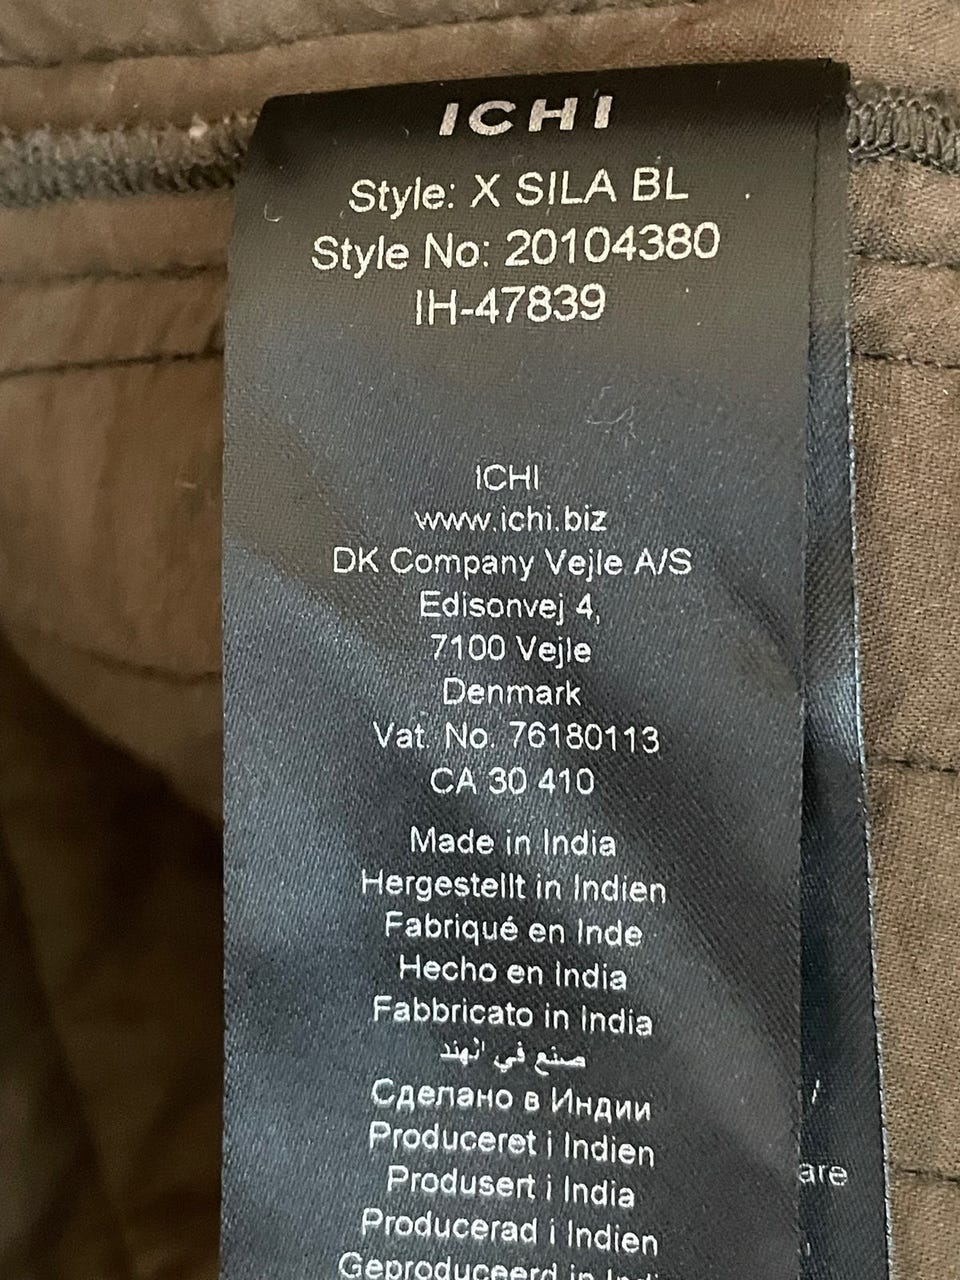 ICHI
Style: X SILA BL
Style No: 20104380
IH-47839
ICHI
www.ichi.biz
DK Company Vejle A/S
Edisonvej 4,
7100 Vejle
Denmark
Vat. No. 76180113
CA 30 410
Made in India
Hergestellt in Indien
Fabriqué en Inde
Hecho en India
Fabbricato in India
صنع في الهند
Сделано в Индии
Produceret i Indien
Produsert i India
Producerad i Indien
Geproduceerd in